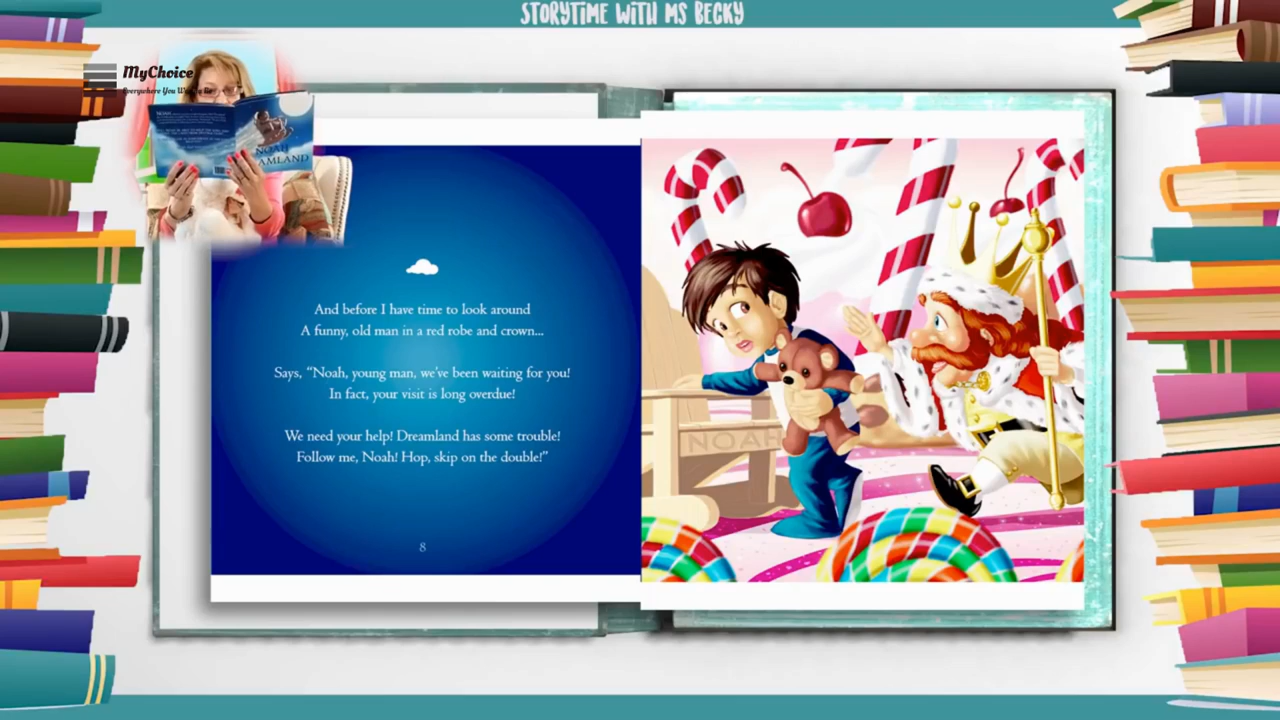 STORYTIME WITH MS BECKY
MyChoice
NOAH
AMLAND
And before I have time to look around
A funny, old man in a red robe and crown...
Says, “Noah, young man, we’ve been waiting for you!
In fact, your visit is long overdue!
We need your help! Dreamland has some trouble!
Follow me, Noah! Hop, skip on the double!”
8
NOAH